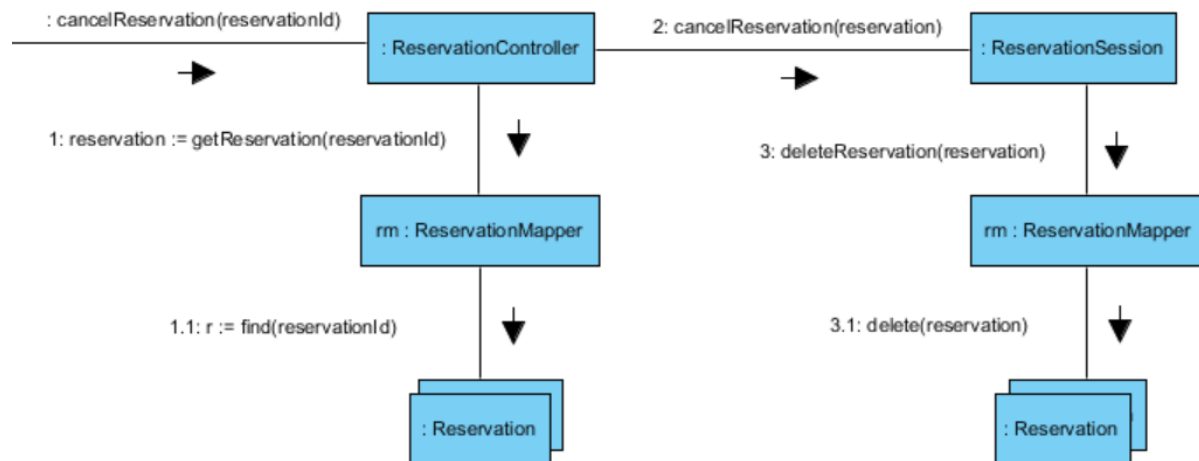 : cancelReservation(reservationId)
: ReservationController
2: cancelReservation(reservation)
: ReservationSession
1: reservation := getReservation(reservationId)
3: deleteReservation(reservation)
rm : ReservationMapper
rm : ReservationMapper
1.1: r := find(reservationId)
3.1: delete(reservation)
: Reservation
: Reservation